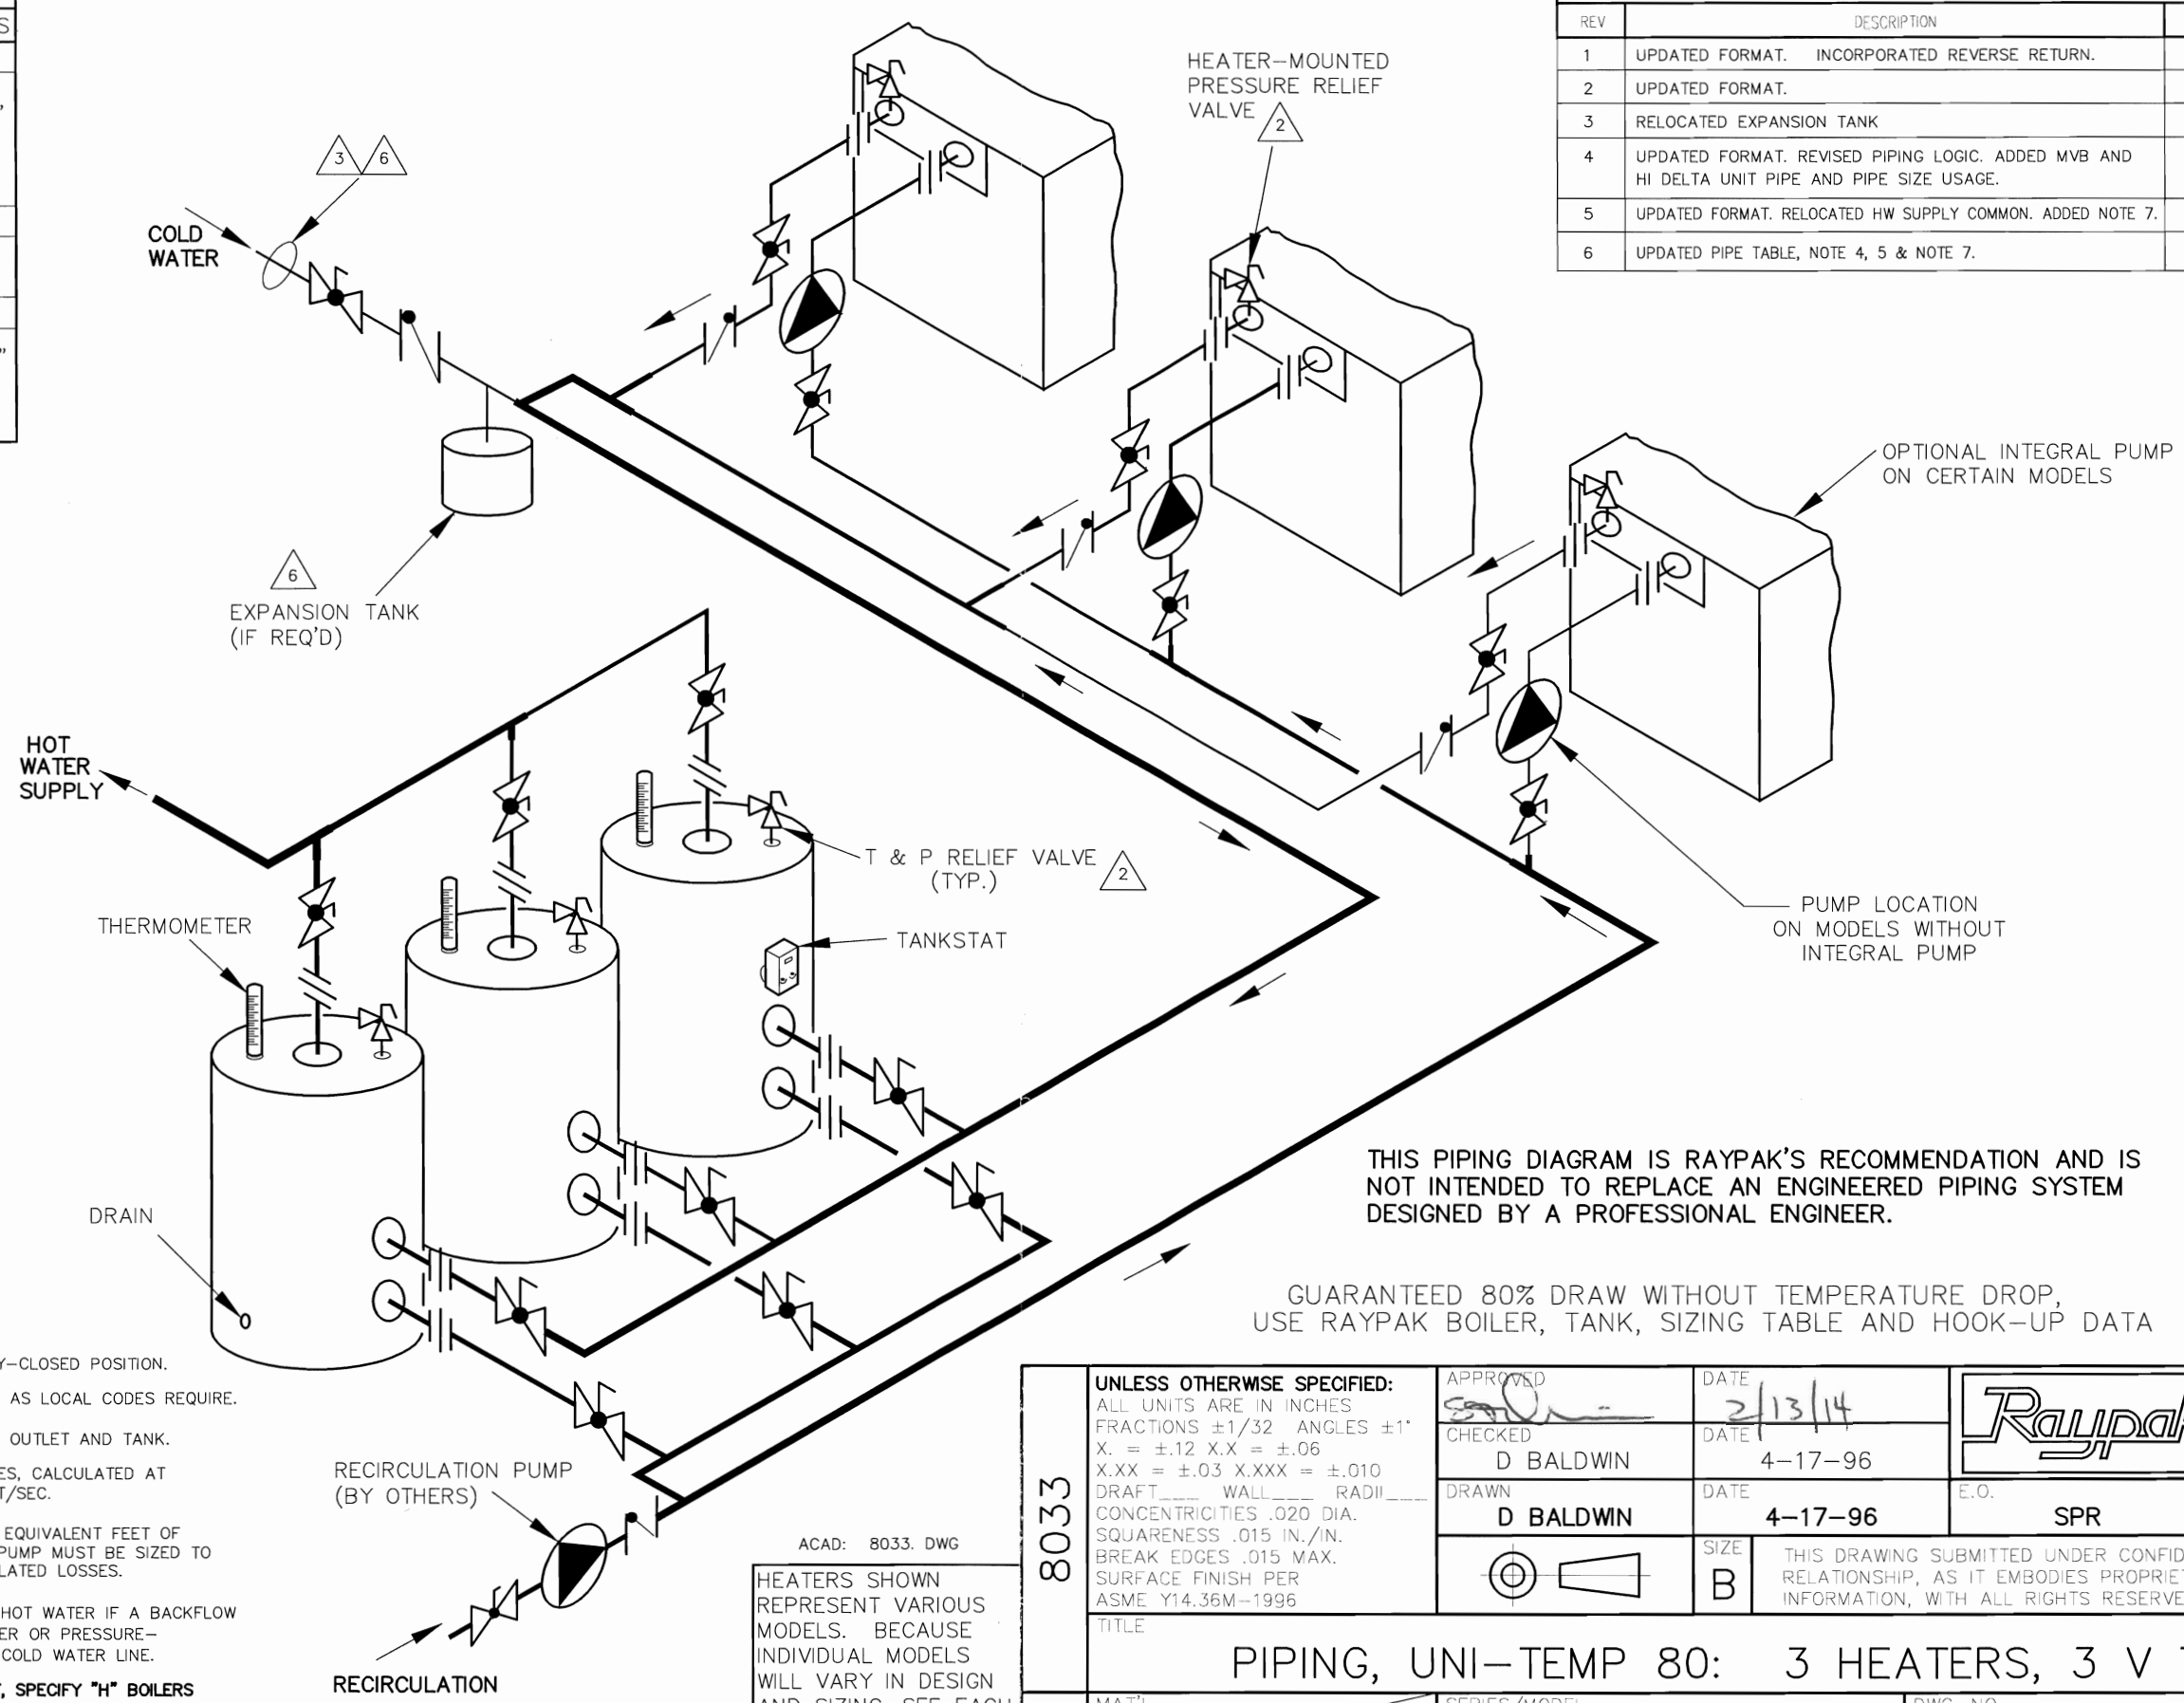 S
REV DESCRIPTION
1 UPDATED FORMAT. INCORPORATED REVERSE RETURN.
2 UPDATED FORMAT.
3 RELOCATED EXPANSION TANK
4 UPDATED FORMAT. REVISED PIPING LOGIC. ADDED MVB AND
HI DELTA UNIT PIPE AND PIPE SIZE USAGE.
5 UPDATED FORMAT. RELOCATED HW SUPPLY COMMON. ADDED NOTE 7.
6 UPDATED PIPE TABLE, NOTE 4, 5 & NOTE 7.
HEATER-MOUNTED
PRESSURE RELIEF
VALVE 2
3 6
COLD
WATER
OPTIONAL INTEGRAL PUMP
ON CERTAIN MODELS
6
EXPANSION TANK
(IF REQ'D)
HOT
WATER
SUPPLY
T & P RELIEF VALVE 2
(TYP.)
THERMOMETER
TANKSTAT
PUMP LOCATION
ON MODELS WITHOUT
INTEGRAL PUMP
DRAIN
THIS PIPING DIAGRAM IS RAYPAK'S RECOMMENDATION AND IS
NOT INTENDED TO REPLACE AN ENGINEERED PIPING SYSTEM
DESIGNED BY A PROFESSIONAL ENGINEER.
GUARANTEED 80% DRAW WITHOUT TEMPERATURE DROP,
USE RAYPAK BOILER, TANK, SIZING TABLE AND HOOK-UP DATA
Y-CLOSED POSITION.
AS LOCAL CODES REQUIRE.
OUTLET AND TANK.
ES, CALCULATED AT
T/SEC.
EQUIVALENT FEET OF
PUMP MUST BE SIZED TO
LATED LOSSES.
HOT WATER IF A BACKFLOW
ER OR PRESSURE-
COLD WATER LINE.
, SPECIFY "H" BOILERS
RECIRCULATION PUMP
(BY OTHERS)
RECIRCULATION
ACAD: 8033. DWG
HEATERS SHOWN
REPRESENT VARIOUS
MODELS. BECAUSE
INDIVIDUAL MODELS
WILL VARY IN DESIGN
AND SIZING, SEE EACH
8033
UNLESS OTHERWISE SPECIFIED:
ALL UNITS ARE IN INCHES
FRACTIONS ±1/32 ANGLES ±1°
X. = ±.12 X.X = ±.06
X.XX = ±.03 X.XXX = ±.010
DRAFT___ WALL___ RADII___
CONCENTRICITIES .020 DIA.
SQUARENESS .015 IN./IN.
BREAK EDGES .015 MAX.
SURFACE FINISH PER
ASME Y14.36M-1996
APPROVED
DATE
2/13/14
CHECKED
D BALDWIN
DATE
4-17-96
DRAWN
D BALDWIN
DATE
4-17-96
Raypak
E.O.
SPR
SIZE
B
THIS DRAWING SUBMITTED UNDER CONFID
RELATIONSHIP, AS IT EMBODIES PROPRIET
INFORMATION, WITH ALL RIGHTS RESERVE
TITLE
PIPING, UNI-TEMP 80: 3 HEATERS, 3 V T
MAT'L
SERIES/MODEL
DWG. NO.